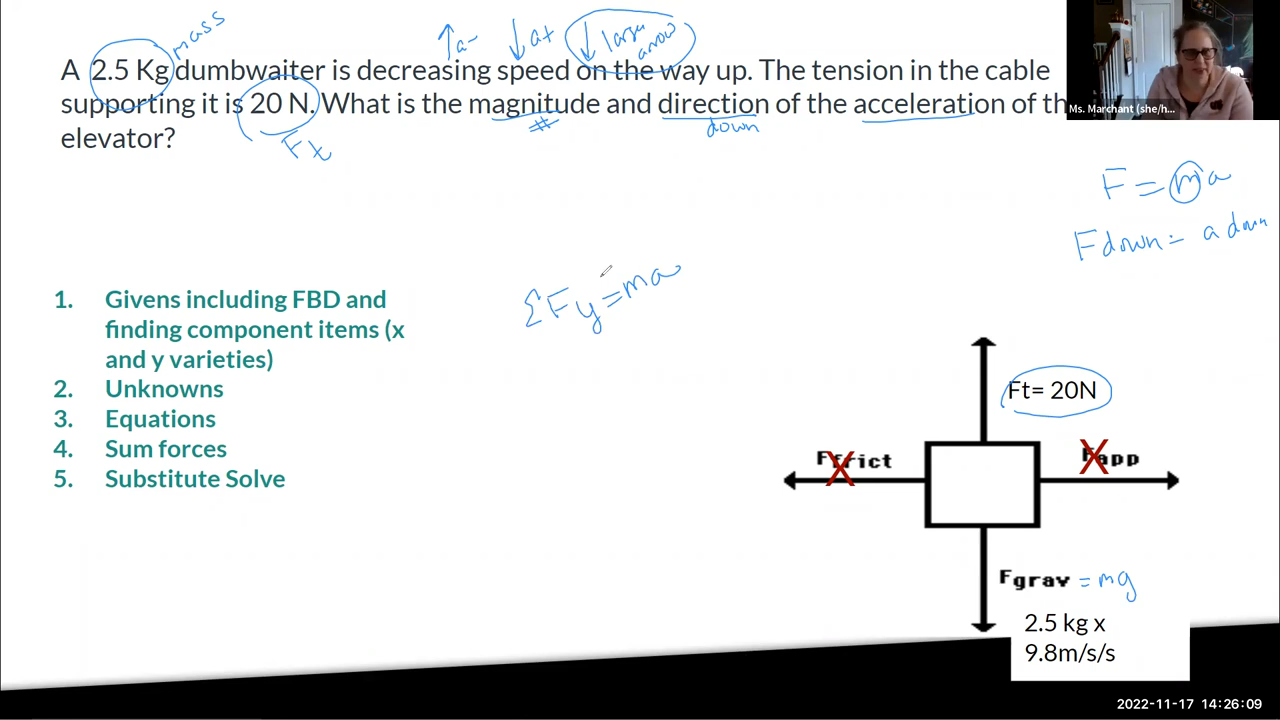 mass
↑ a- ↓ a+ ↓ large arrow
A 2.5 Kg dumbwaiter is decreasing speed on the way up. The tension in the cable
supporting it is 20 N. What is the magnitude and direction of the acceleration of th
# down
elevator?
Ft
Ms. Marchant (she/h...
F = ma
Fdown = a down
1. Givens including FBD and
finding component items (x
and y varieties)
2. Unknowns
3. Equations
4. Sum forces
5. Substitute Solve
ΣFy = ma
Ft= 20N
Ffrict
Fapp
Fgrav = mg
2.5 kg x
9.8m/s/s
2022-11-17 14:26:09